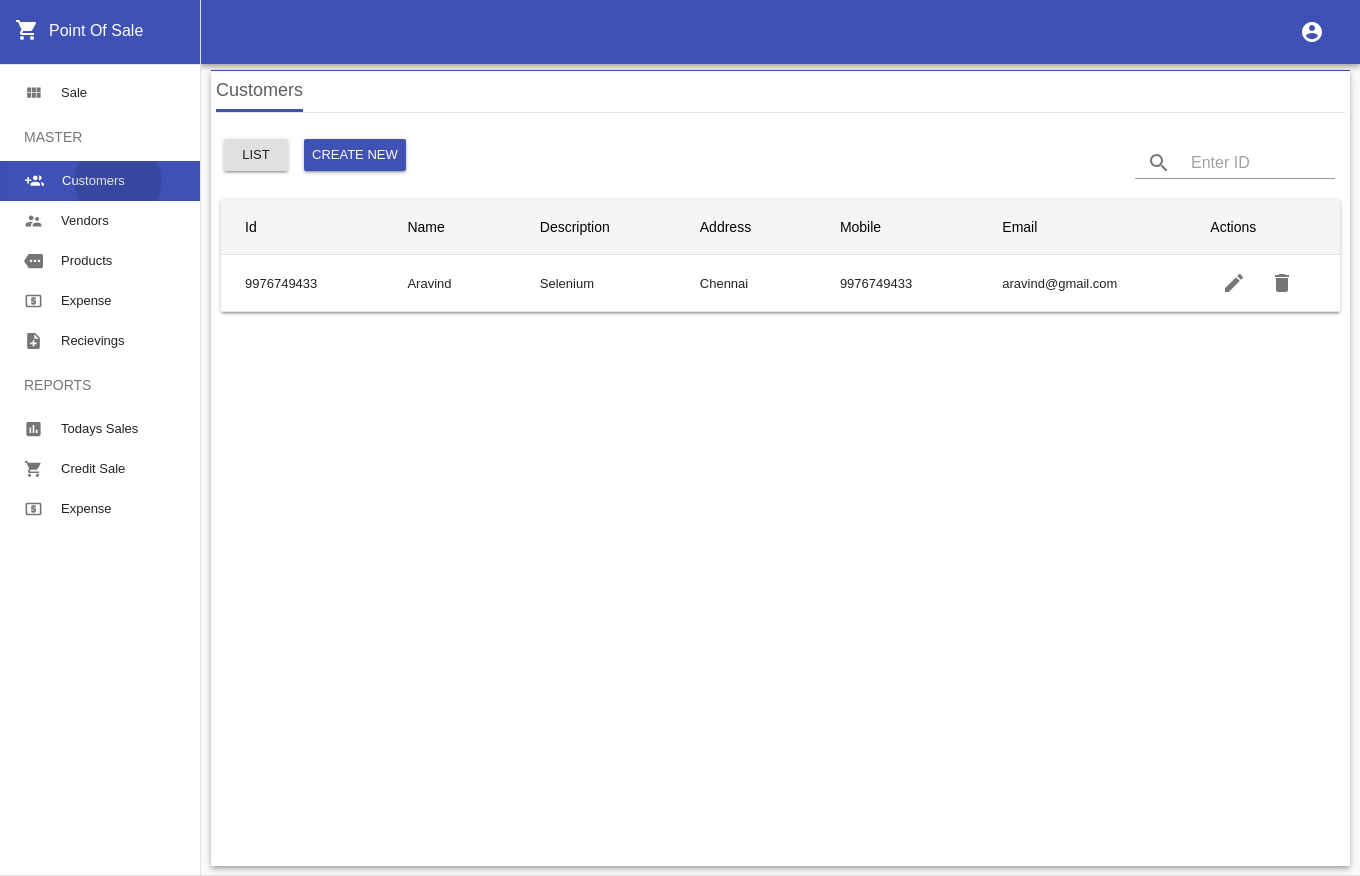 Point Of Sale
Sale
MASTER
Customers
Vendors
Products
Expense
Recievings
REPORTS
Todays Sales
Credit Sale
Expense
Customers
LIST
CREATE NEW
Enter ID
Id Name Description Address Mobile Email Actions
9976749433 Aravind Selenium Chennai 9976749433 aravind@gmail.com